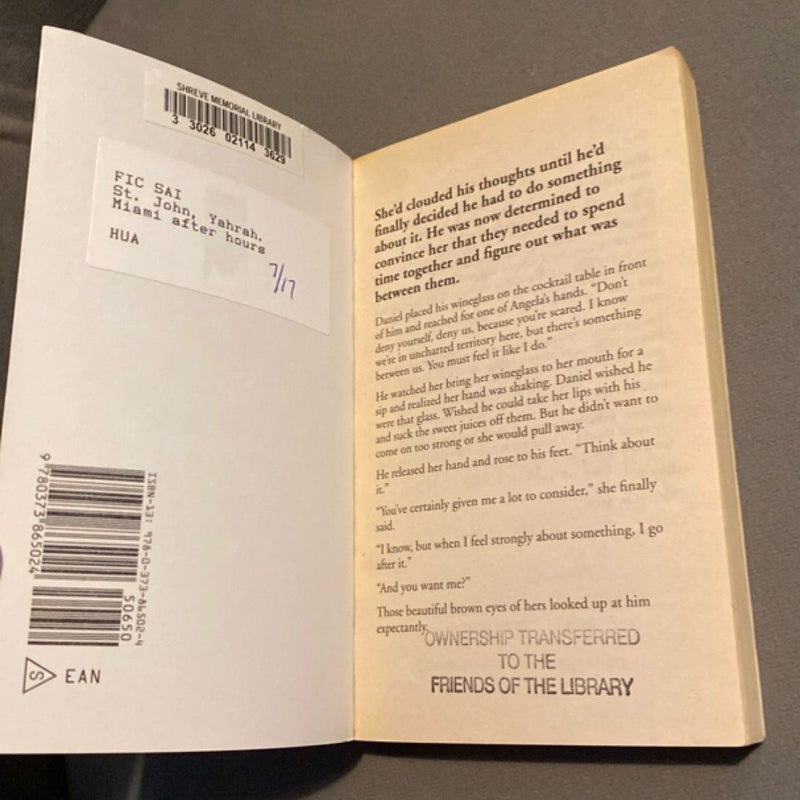 SHREVE MEMORIAL LIBRARY
3 3026 02114 3629
FIC SAI
St. John, Yahrah.
Miami after hours
HUA
7/17
ISBN-13: 978-0-373-86502-4
9 780373 865024
50650
S EAN
She'd clouded his thoughts until he'd
finally decided he had to do something
about it. He was now determined to
convince her that they needed to spend
time together and figure out what was
between them.
Daniel placed his wineglass on the cocktail table in front
of him and reached for one of Angela's hands. “Don't
deny yourself, deny us, because you're scared. I know
we're in uncharted territory here, but there's something
between us. You must feel it like I do.”
He watched her bring her wineglass to her mouth for a
sip and realized her hand was shaking. Daniel wished he
were that glass. Wished he could take her lips with his
and suck the sweet juices off them. But he didn't want to
come on too strong or she would pull away.
He released her hand and rose to his feet. “Think about
it.”
“You've certainly given me a lot to consider,” she finally
said.
“I know, but when I feel strongly about something, I go
after it.”
“And you want me?”
Those beautiful brown eyes of hers looked up at him
expectantly.
OWNERSHIP TRANSFERRED
TO THE
FRIENDS OF THE LIBRARY